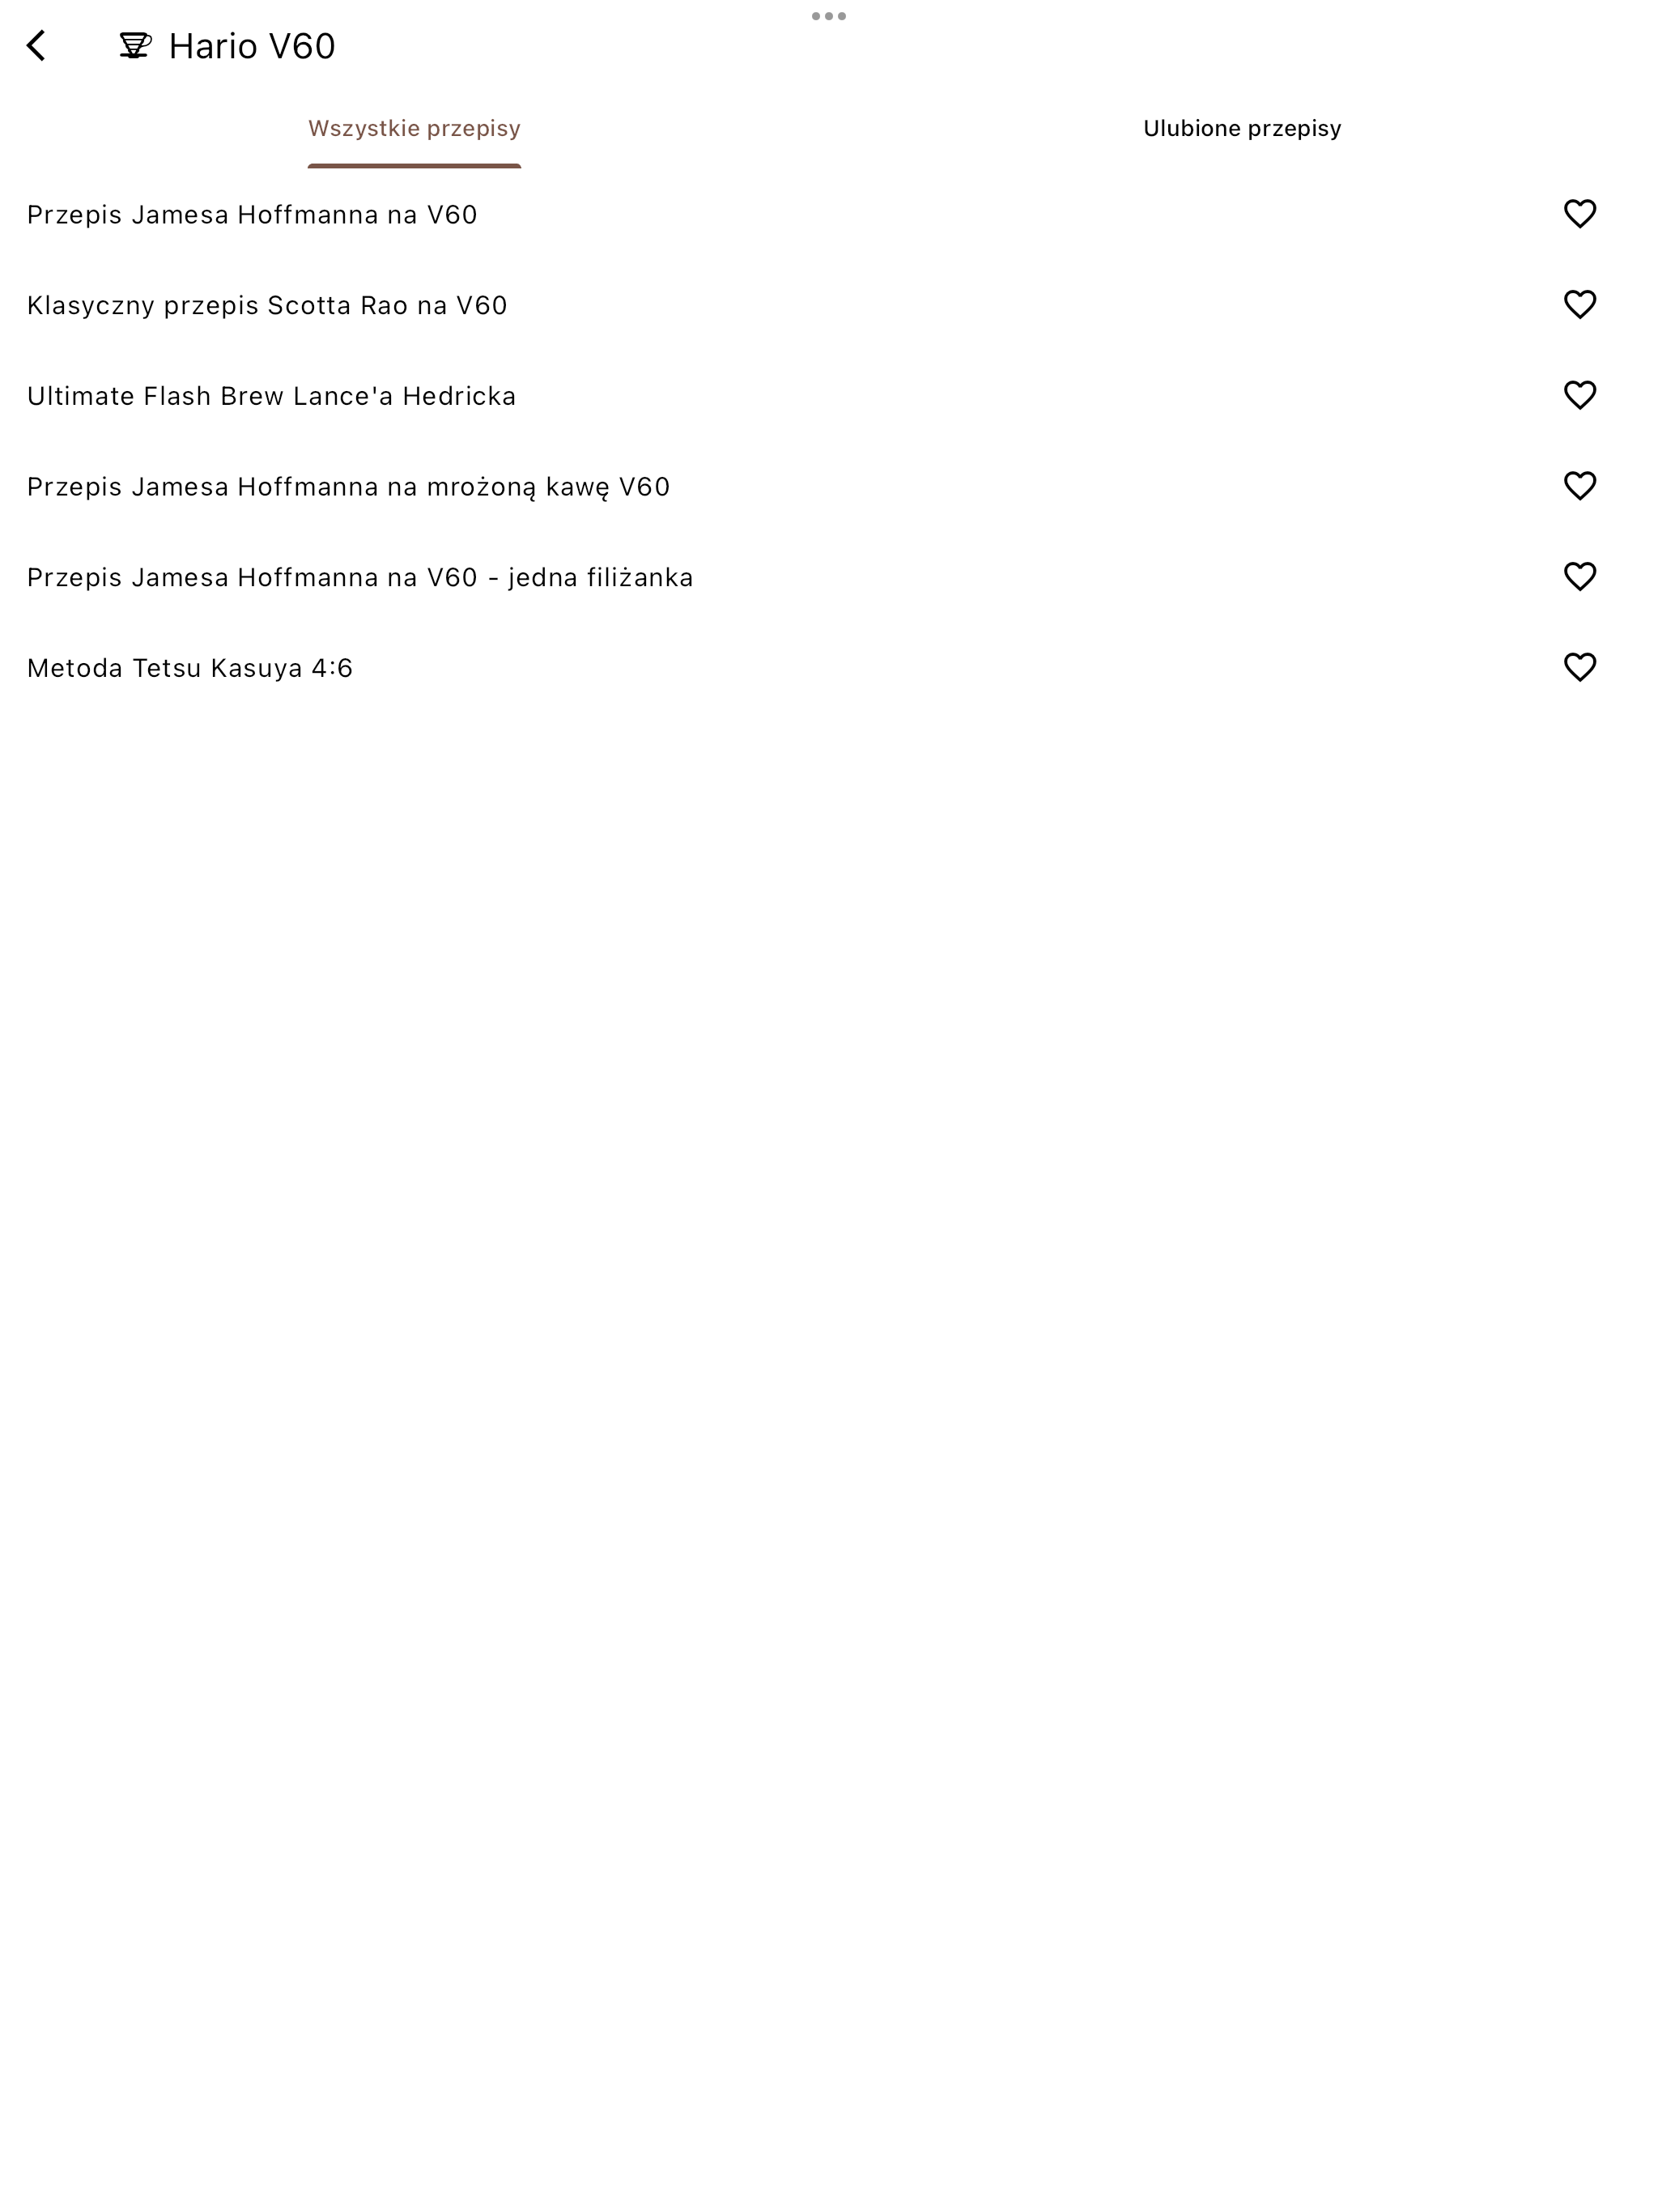 Hario V60
Wszystkie przepisy
Ulubione przepisy
Przepis Jamesa Hoffmanna na V60
Klasyczny przepis Scotta Rao na V60
Ultimate Flash Brew Lance'a Hedricka
Przepis Jamesa Hoffmanna na mrożoną kawę V60
Przepis Jamesa Hoffmanna na V60 - jedna filiżanka
Metoda Tetsu Kasuya 4:6